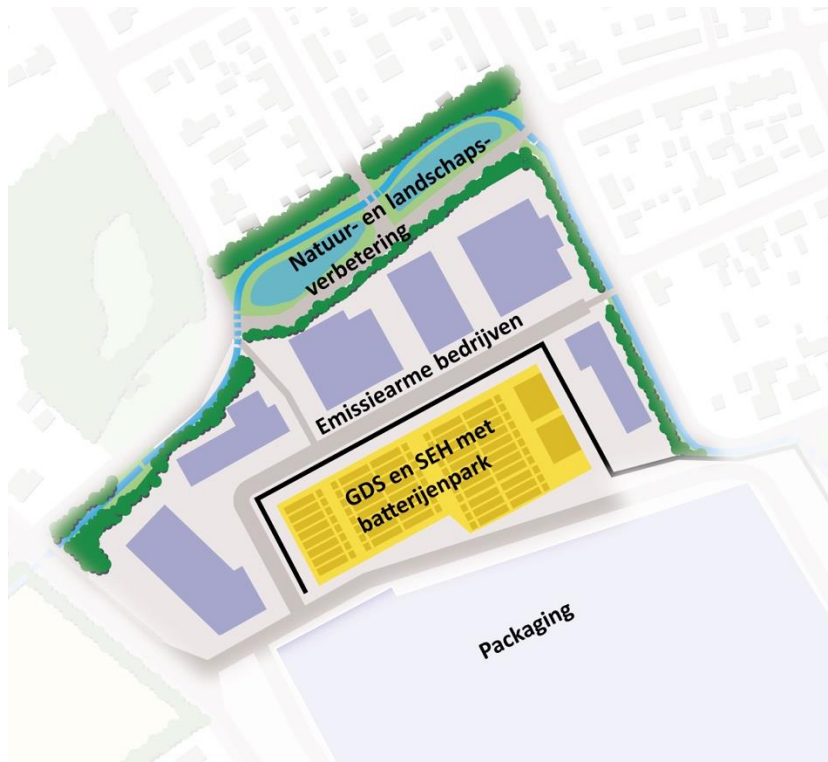 Natuur- en landschaps-
verbetering
Emissiearme bedrijven
GDS en SEH met
batterijenpark
Packaging